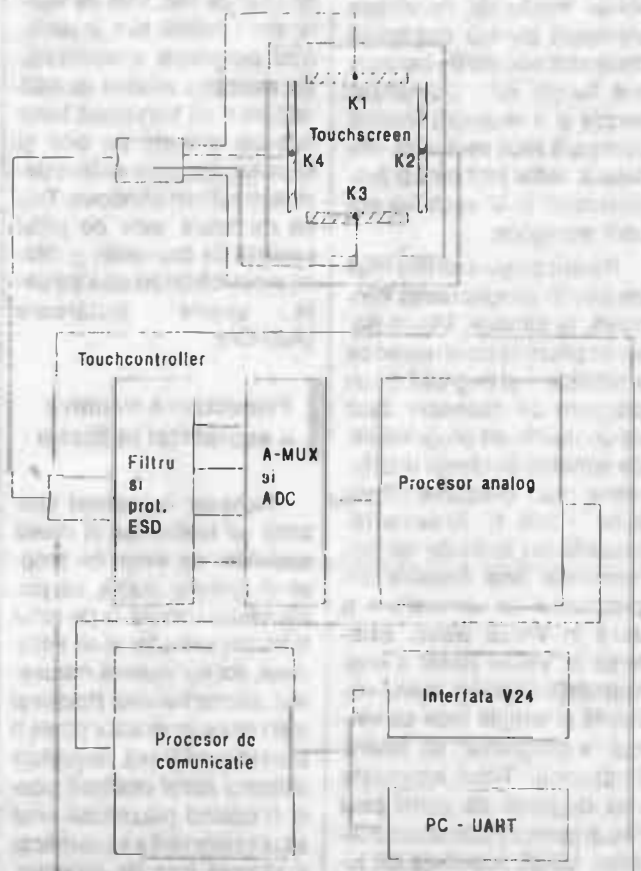 K1
Touchscreen
K4
K2
K3
Touchcontroller
Filtru
si
prot.
ESD
A-MUX
si
ADC
Procesor analog
Procesor de
comunicatie
Interfata V24
PC - UART